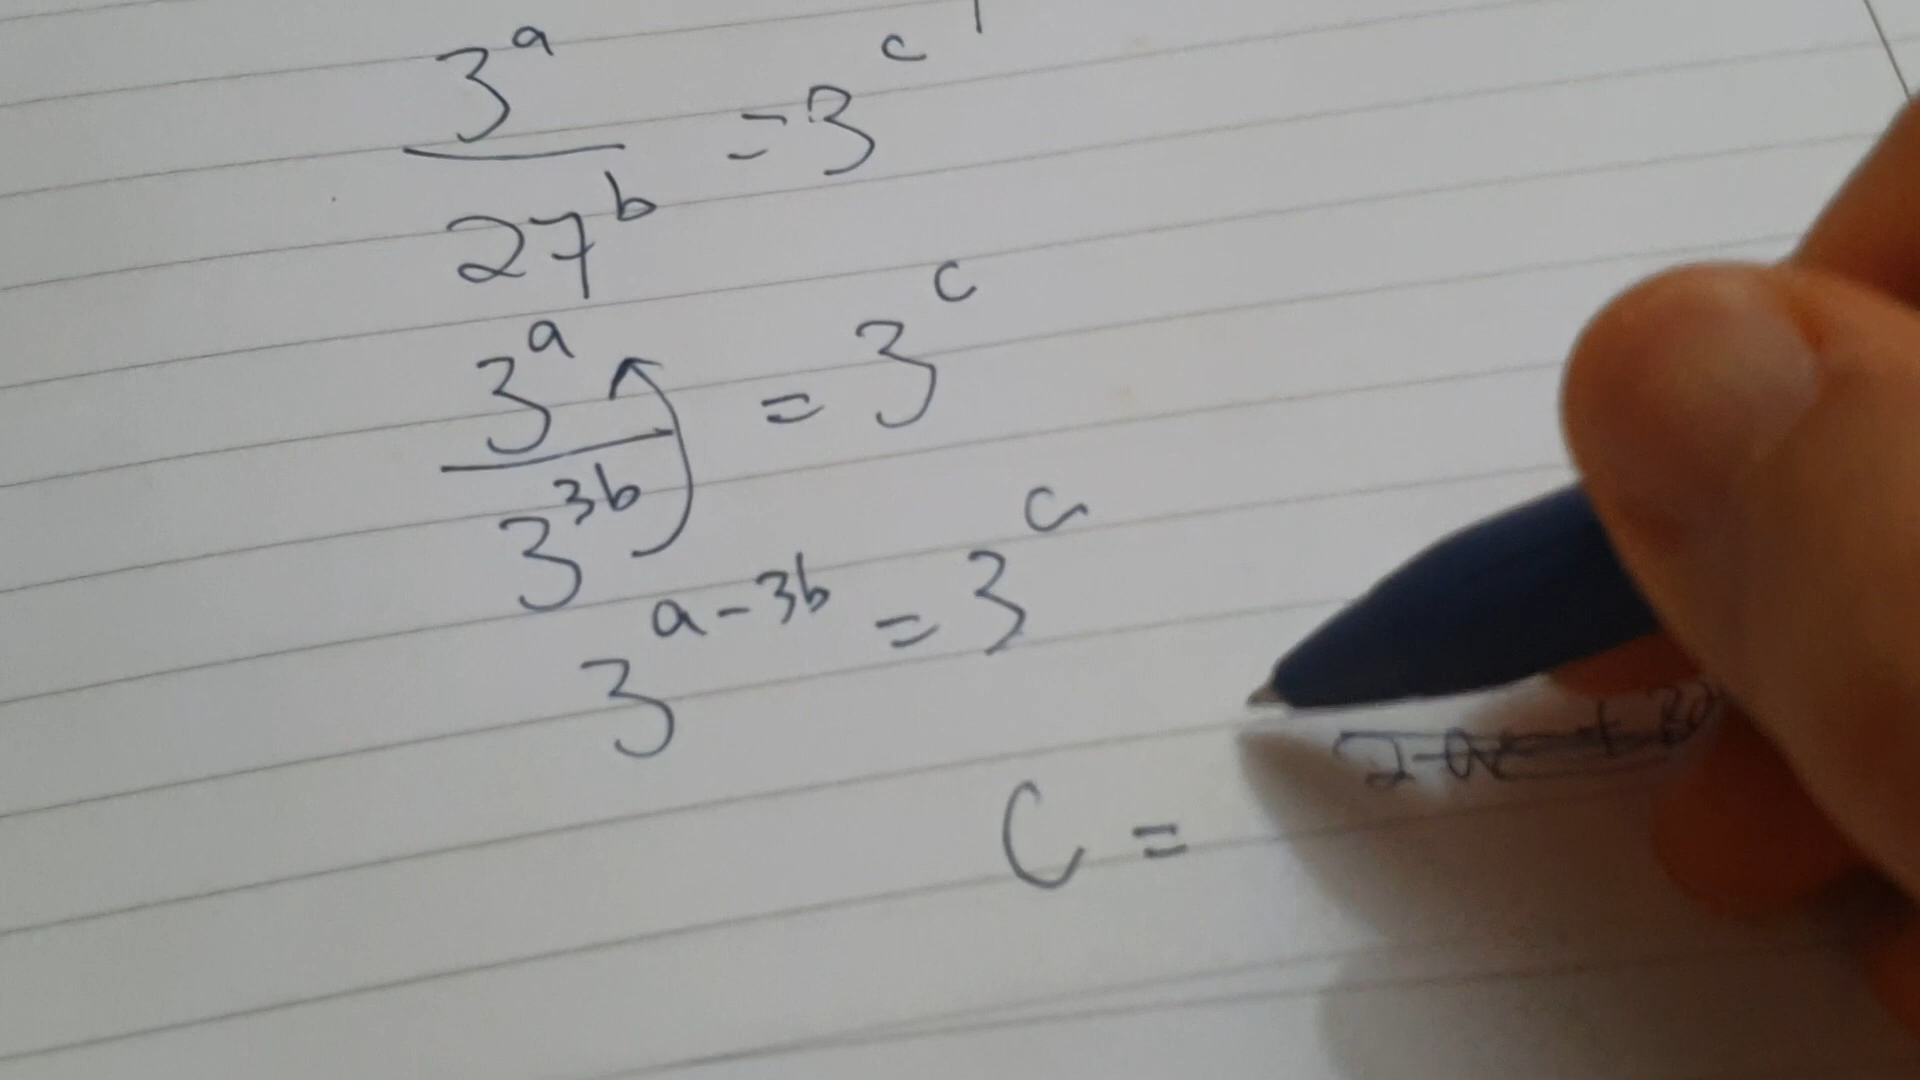 3^a / 27^b = 3^c
3^a / 3^3b = 3^c
3^a-3b = 3^c
C =